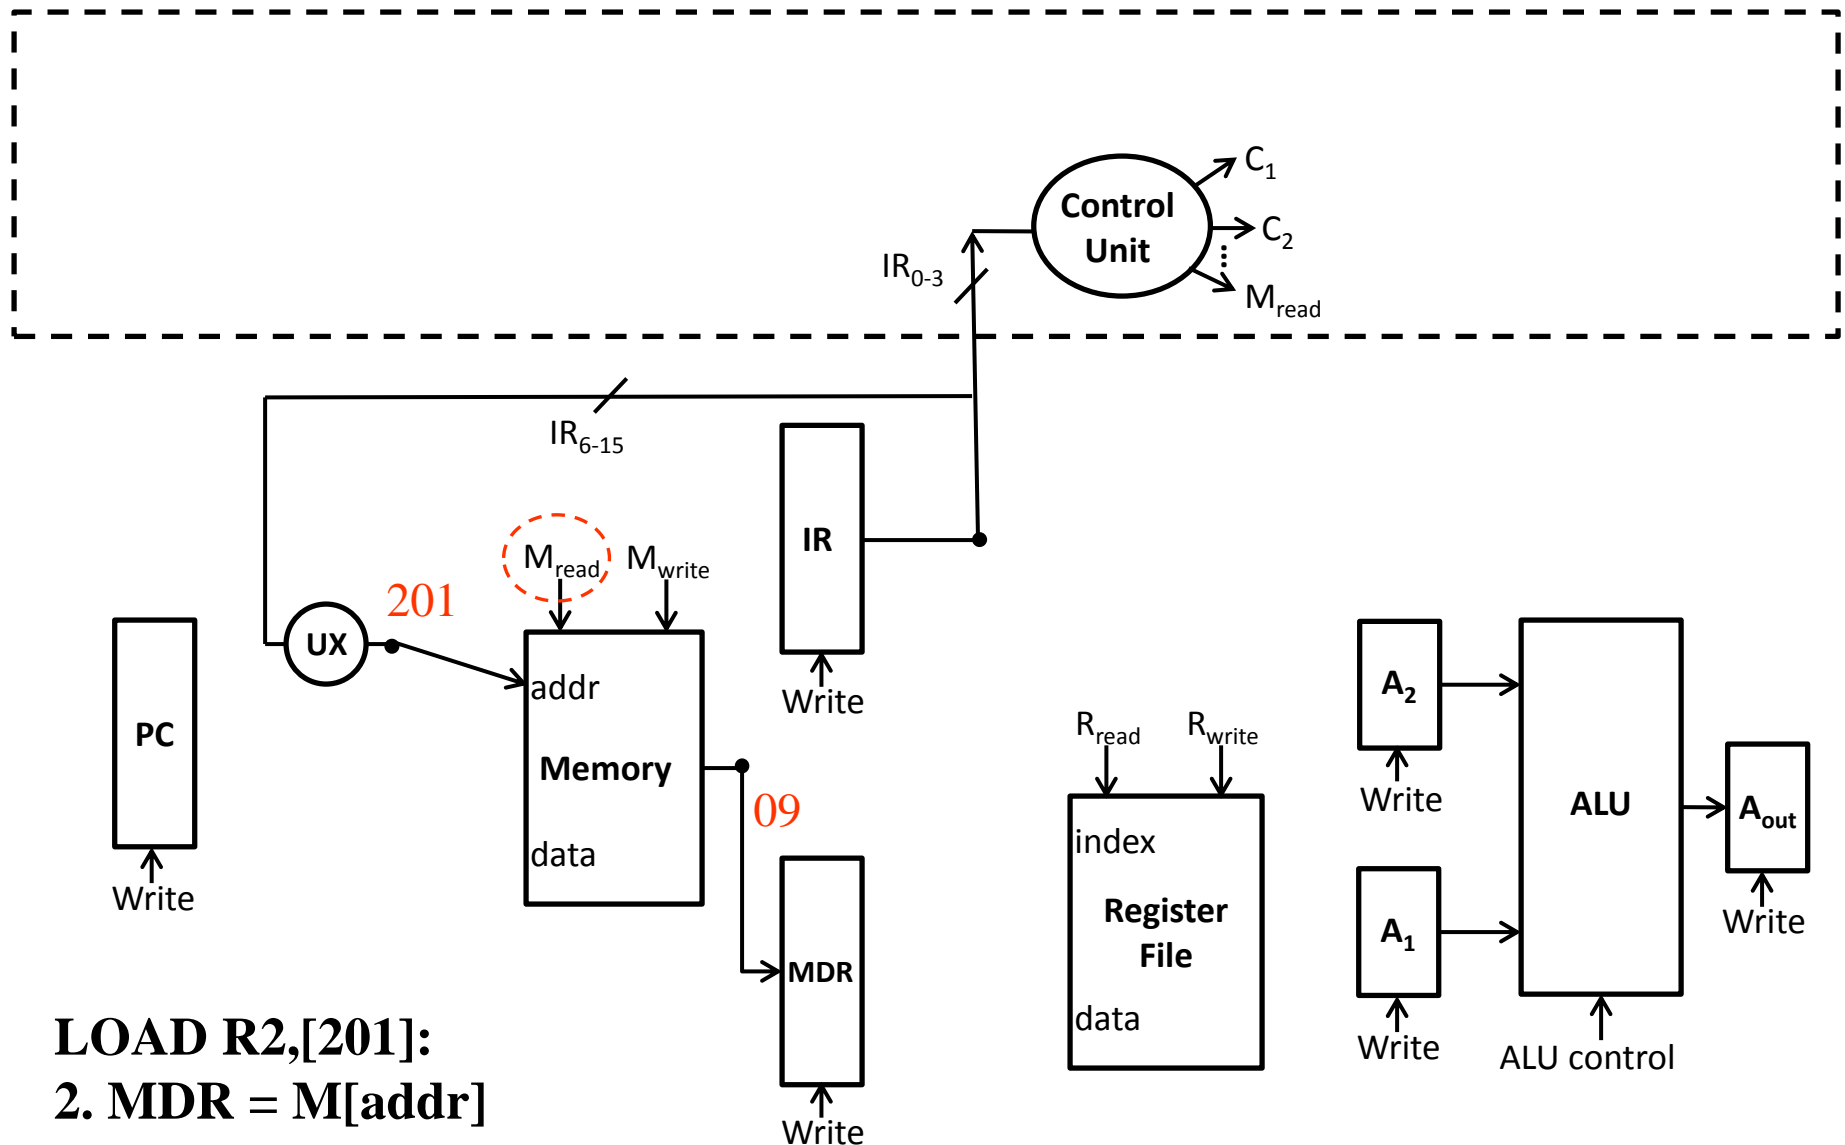 C1
Control
Unit
C2
IR0-3
Mread
IR6-15
IR
Mread
Mwrite
201
UX
addr
Write
PC
Memory
data
Write
09
MDR
Write
Rread
Rwrite
index
Register
File
data
A2
Write
A1
Write
ALU
ALU control
Aout
Write
LOAD R2,[201]:
2. MDR = M[addr]